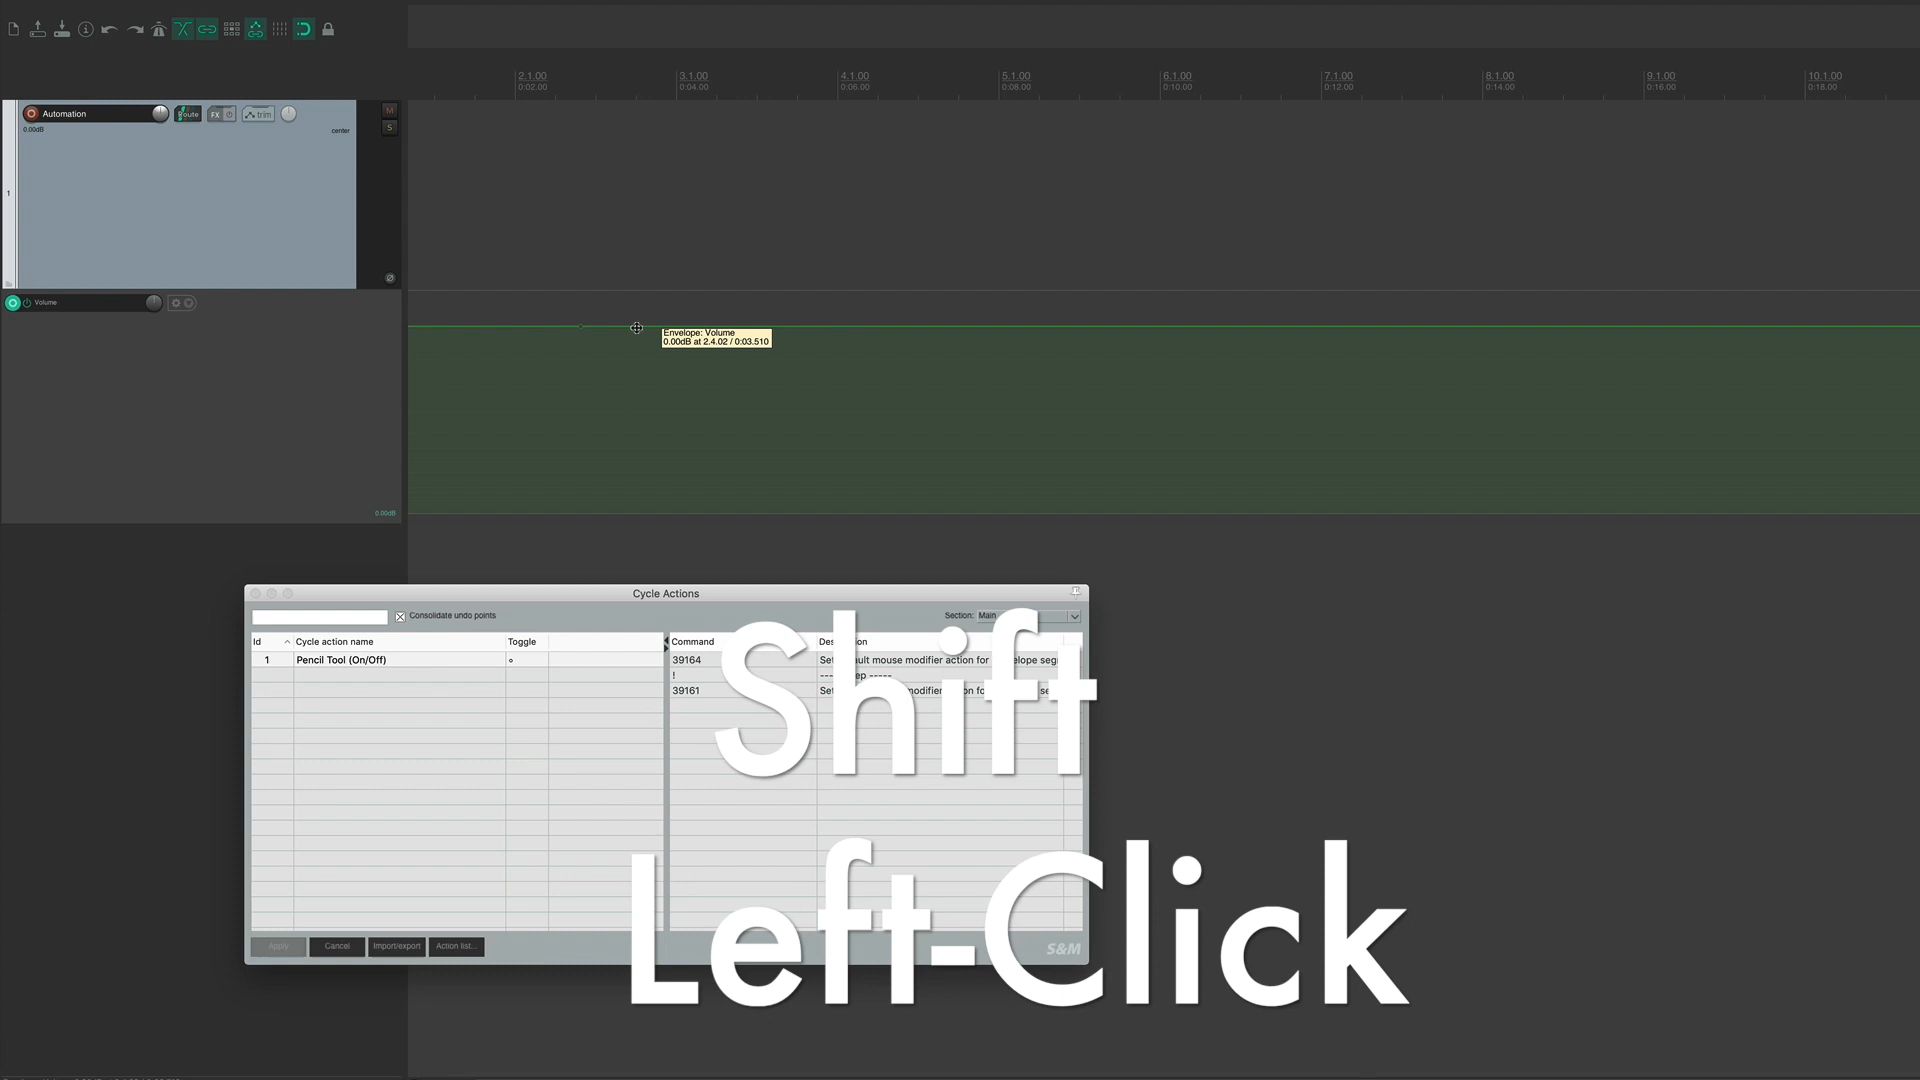 2.1.00 3.1.00 4.1.00 5.1.00 6.1.00 7.1.00 8.1.00 9.1.00 10.1.00
0:02.00 0:04.00 0:06.00 0:08.00 0:10.00 0:12.00 0:14.00 0:16.00 0:18.00
Automation Route FX trim M
0.00dB center S
1
Volume
Envelope: Volume
0.00dB at 2.4.02 / 0:03.510
0.00dB
Cycle Actions
Consolidate undo points Section: Main
Id Cycle action name Toggle Command
1 Pencil Tool (On/Off) 39164
!
39161
Shift
Left-Click
Apply Cancel Import/export Action list... S&M